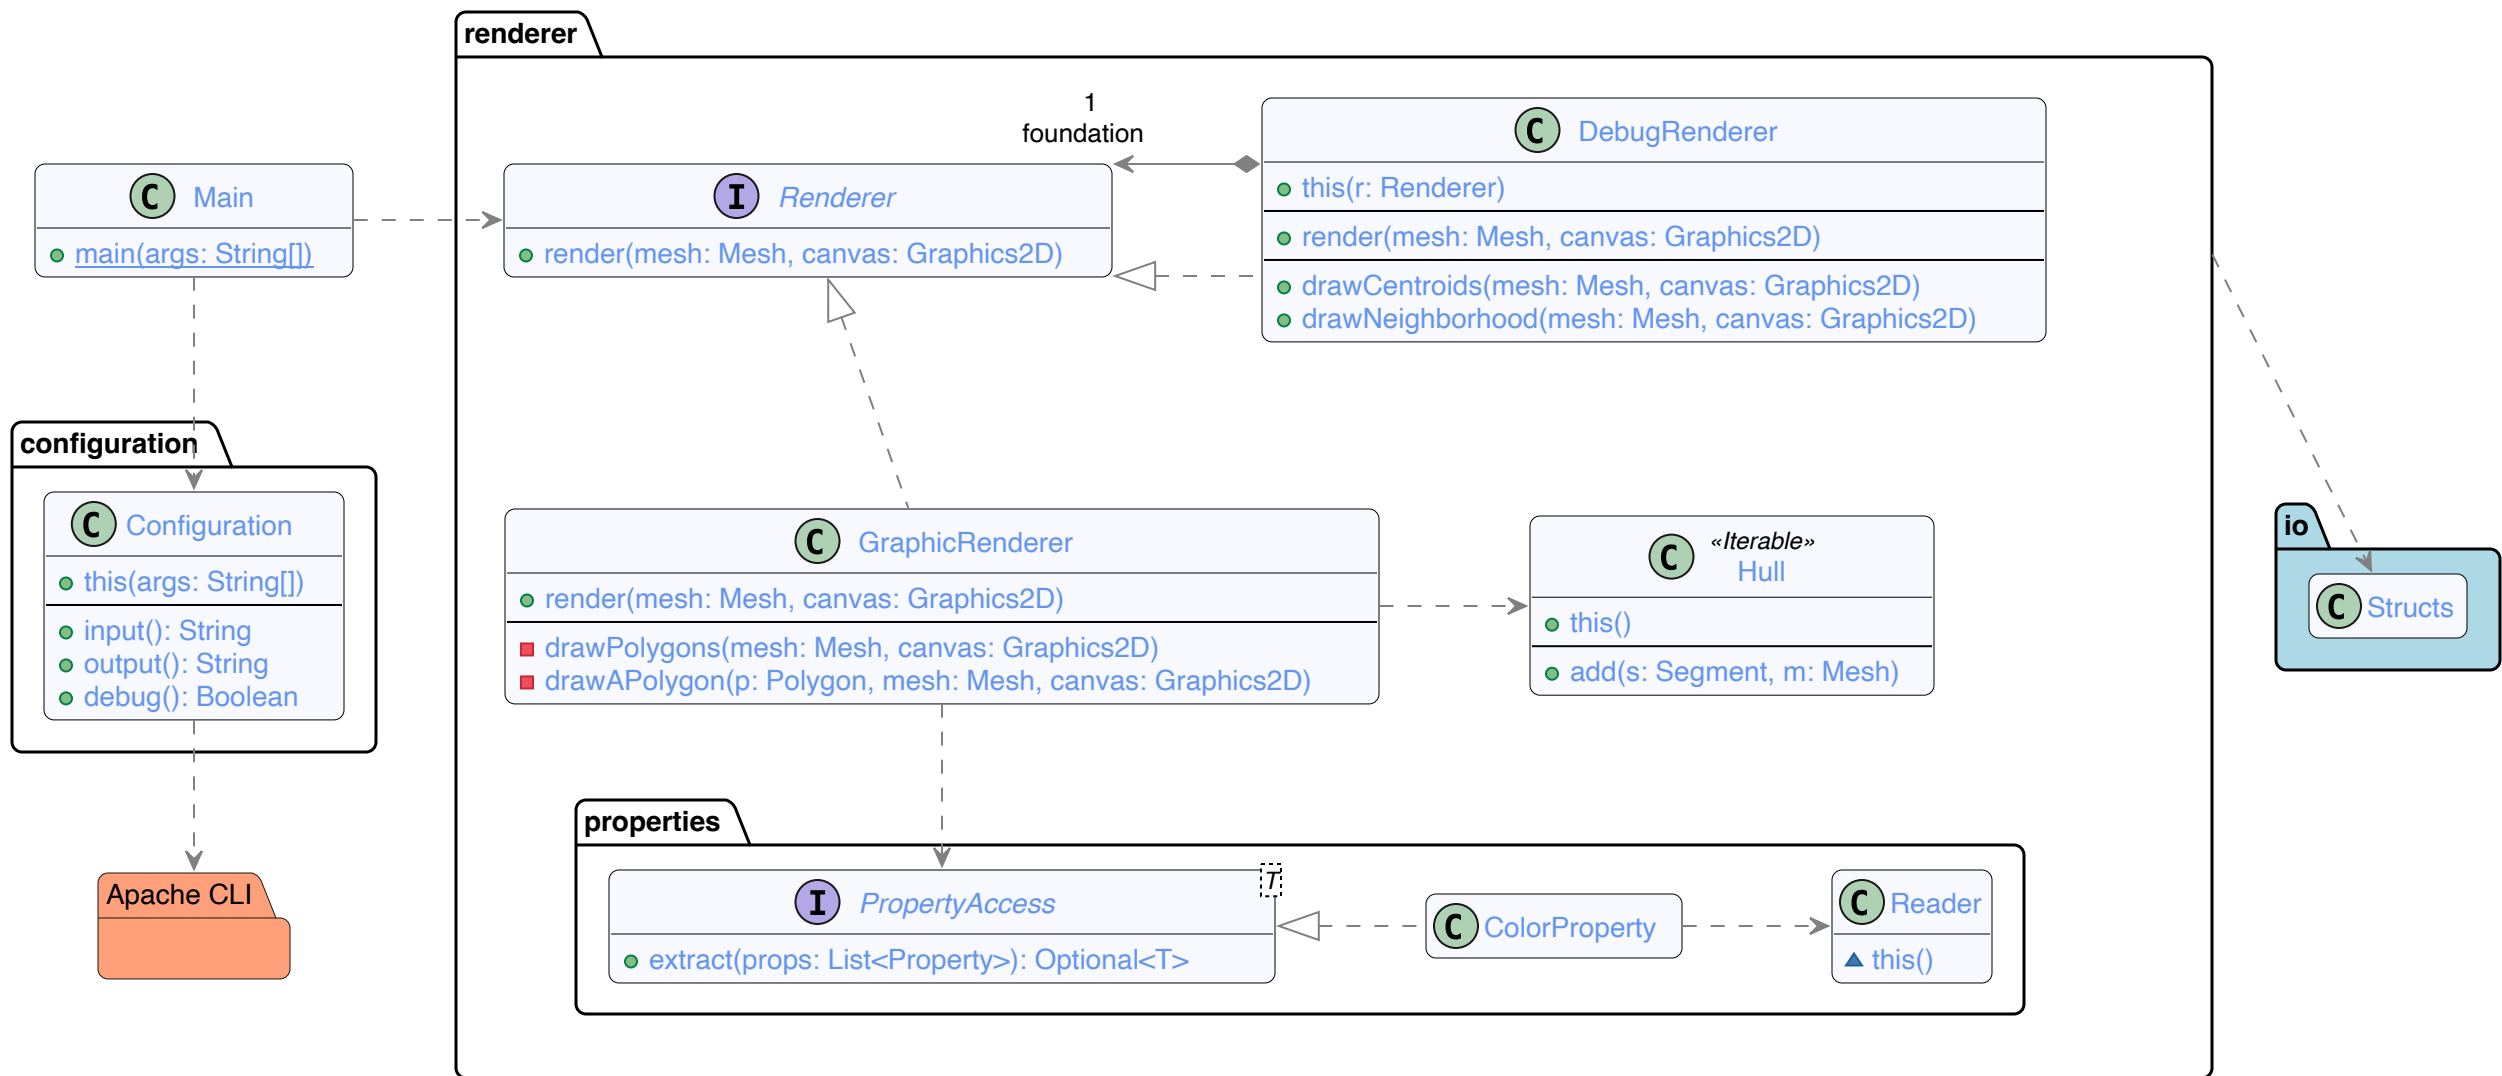 renderer
1
foundation
C Main
main(args: String[])
I Renderer
render(mesh: Mesh, canvas: Graphics2D)
C DebugRenderer
this(r: Renderer)
render(mesh: Mesh, canvas: Graphics2D)
drawCentroids(mesh: Mesh, canvas: Graphics2D)
drawNeighborhood(mesh: Mesh, canvas: Graphics2D)
configuration
C Configuration
this(args: String[])
input(): String
output(): String
debug(): Boolean
C GraphicRenderer
render(mesh: Mesh, canvas: Graphics2D)
drawPolygons(mesh: Mesh, canvas: Graphics2D)
drawAPolygon(p: Polygon, mesh: Mesh, canvas: Graphics2D)
C «Iterable»
Hull
this()
add(s: Segment, m: Mesh)
io
C Structs
Apache CLI
properties
I PropertyAccess
T
extract(props: List<Property>): Optional<T>
C ColorProperty
C Reader
this()